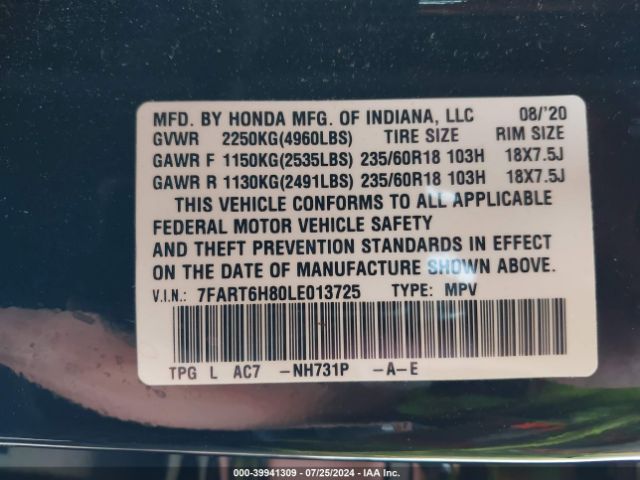 MFD. BY HONDA MFG. OF INDIANA, LLC 08/'20
GVWR 2250KG(4960LBS) TIRE SIZE RIM SIZE
GAWR F 1150KG(2535LBS) 235/60R18 103H 18X7.5J
GAWR R 1130KG(2491LBS) 235/60R18 103H 18X7.5J
THIS VEHICLE CONFORMS TO ALL APPLICABLE
FEDERAL MOTOR VEHICLE SAFETY
AND THEFT PREVENTION STANDARDS IN EFFECT
ON THE DATE OF MANUFACTURE SHOWN ABOVE.
V.I.N.: 7FART6H80LE013725 TYPE: MPV
TPG L AC7 -NH731P -A-E
000-39941309 - 07/25/2024 - IAA Inc.